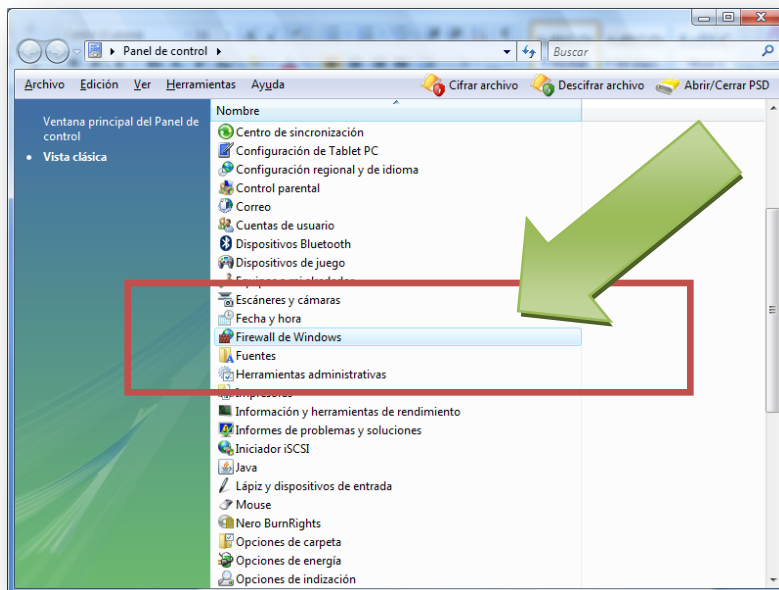 Panel de control
Buscar
Archivo Edición Ver Herramientas Ayuda Cifrar archivo Descifrar archivo Abrir/Cerrar PSD
Ventana principal del Panel de
control
Vista clásica
Nombre
Centro de sincronización
Configuración de Tablet PC
Configuración regional y de idioma
Control parental
Correo
Cuentas de usuario
Dispositivos Bluetooth
Dispositivos de juego
Escáneres y cámaras
Fecha y hora
Firewall de Windows
Fuentes
Herramientas administrativas
Impresoras
Información y herramientas de rendimiento
Informes de problemas y soluciones
Iniciador iSCSI
Java
Lápiz y dispositivos de entrada
Mouse
Nero BurnRights
Opciones de carpeta
Opciones de energía
Opciones de indización